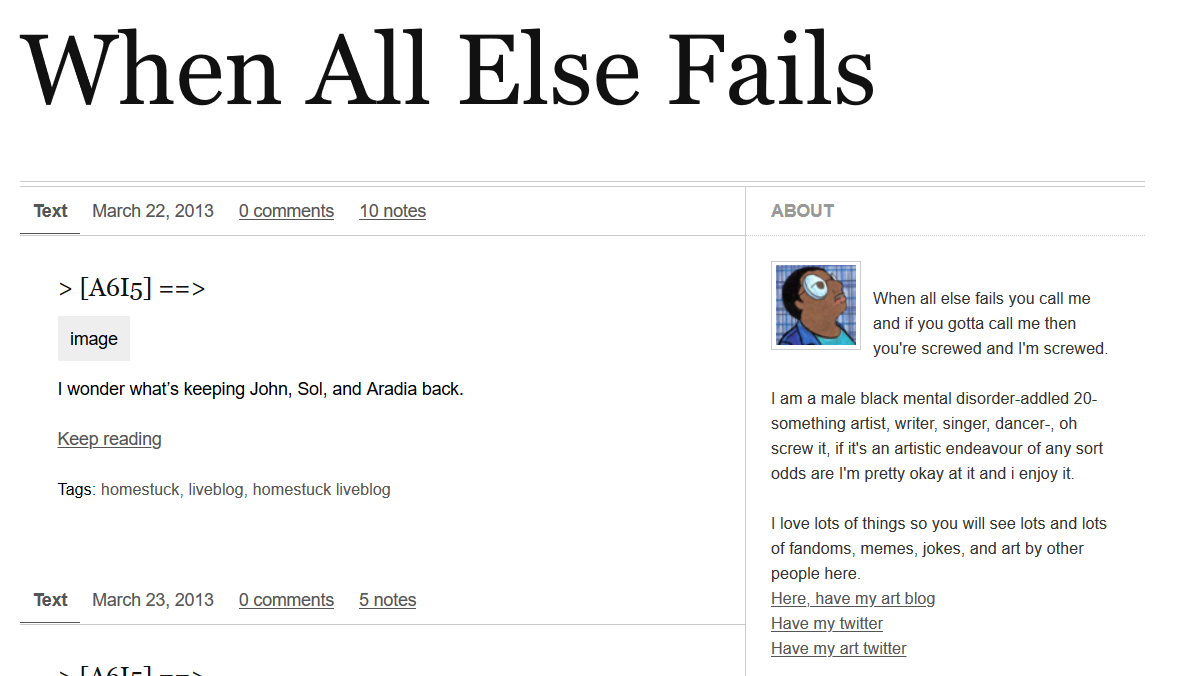 When All Else Fails
Text March 22, 2013 0 comments 10 notes
> [A6I5] ==>
image
I wonder what's keeping John, Sol, and Aradia back.
Keep reading
Tags: homestuck, liveblog, homestuck liveblog
Text March 23, 2013 0 comments 5 notes
> [A6I5] ==>
ABOUT
When all else fails you call me
and if you gotta call me then
you're screwed and I'm screwed.
I am a male black mental disorder-addled 20-
something artist, writer, singer, dancer-, oh
screw it, if it's an artistic endeavour of any sort
odds are I'm pretty okay at it and i enjoy it.
I love lots of things so you will see lots and lots
of fandoms, memes, jokes, and art by other
people here.
Here, have my art blog
Have my twitter
Have my art twitter